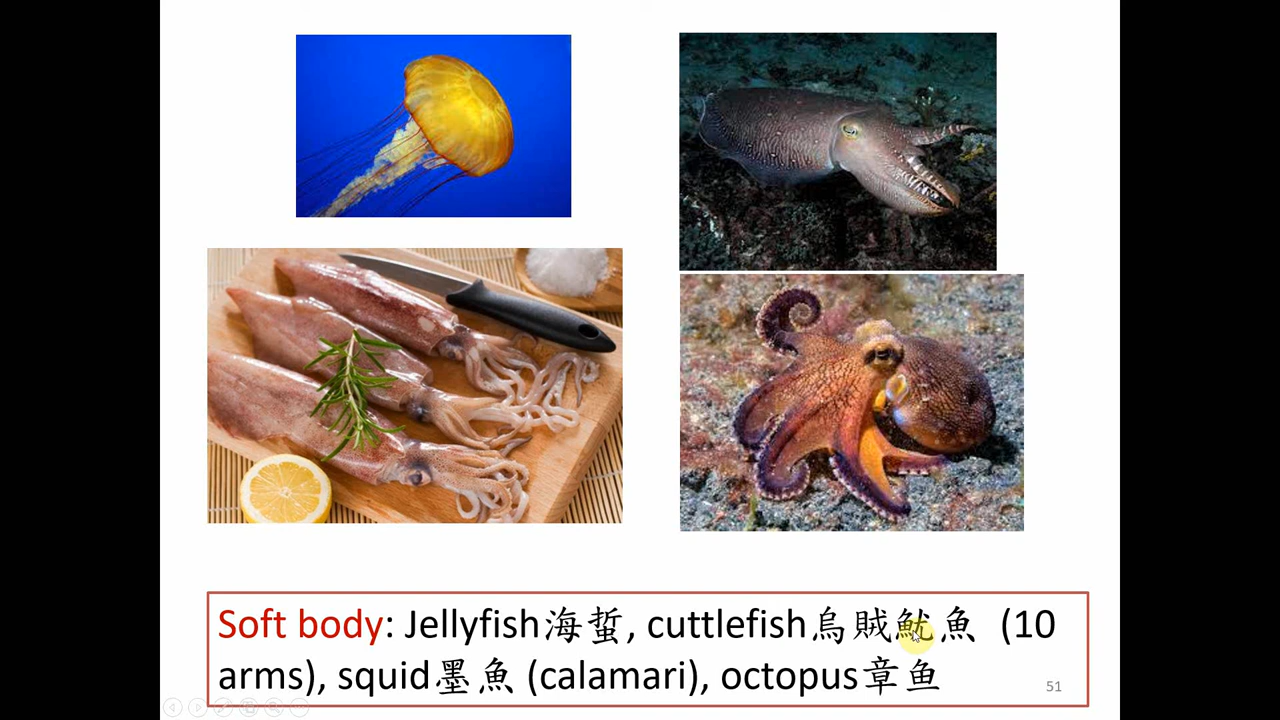 Soft body: Jellyfish海蜇, cuttlefish烏賊魷魚 (10
arms), squid墨魚 (calamari), octopus章鱼
51